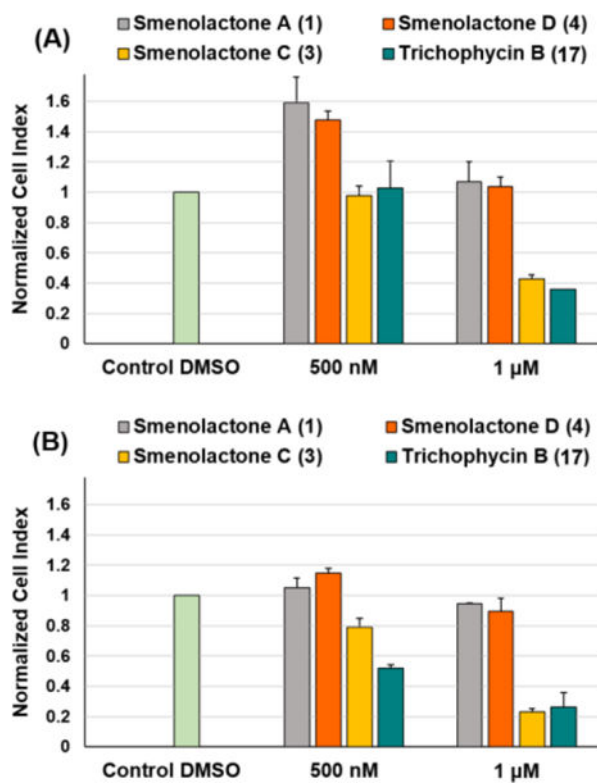 (A)
Smenolactone A (1) Smenolactone D (4)
Smenolactone C (3) Trichophycin B (17)
Normalized Cell Index
1.6
1.4
1.2
1
0.8
0.6
0.4
0.2
0
Control DMSO 500 nM 1 µM
(B)
Smenolactone A (1) Smenolactone D (4)
Smenolactone C (3) Trichophycin B (17)
Normalized Cell Index
1.6
1.4
1.2
1
0.8
0.6
0.4
0.2
0
Control DMSO 500 nM 1 µM